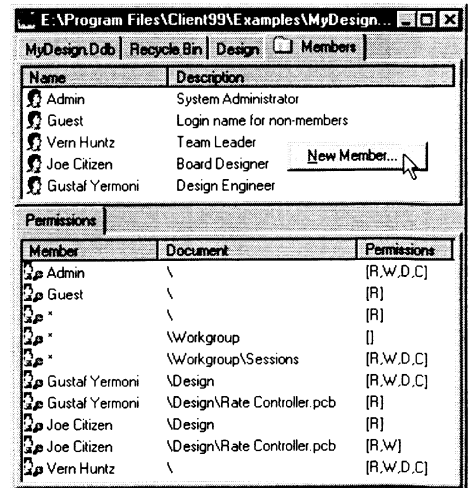 E:\Program Files\Client99\Examples\MyDesign...
MyDesign.Ddb Recycle Bin Design Members
Name Description
Admin System Administrator
Guest Login name for non-members
Vern Huntz Team Leader
New Member...
Joe Citizen Board Designer
Gustaf Yermoni Design Engineer
Permissions
Member Document Permissions
Admin \ [R,W,D,C]
Guest \ [R]
* \ [R]
* \Workgroup []
* \Workgroup\Sessions [R,W,D,C]
Gustaf Yermoni \Design [R,W,D,C]
Gustaf Yermoni \Design\Rate Controller.pcb [R]
Joe Citizen \Design [R]
Joe Citizen \Design\Rate Controller.pcb [R,W]
Vern Huntz \ [R,W,D,C]